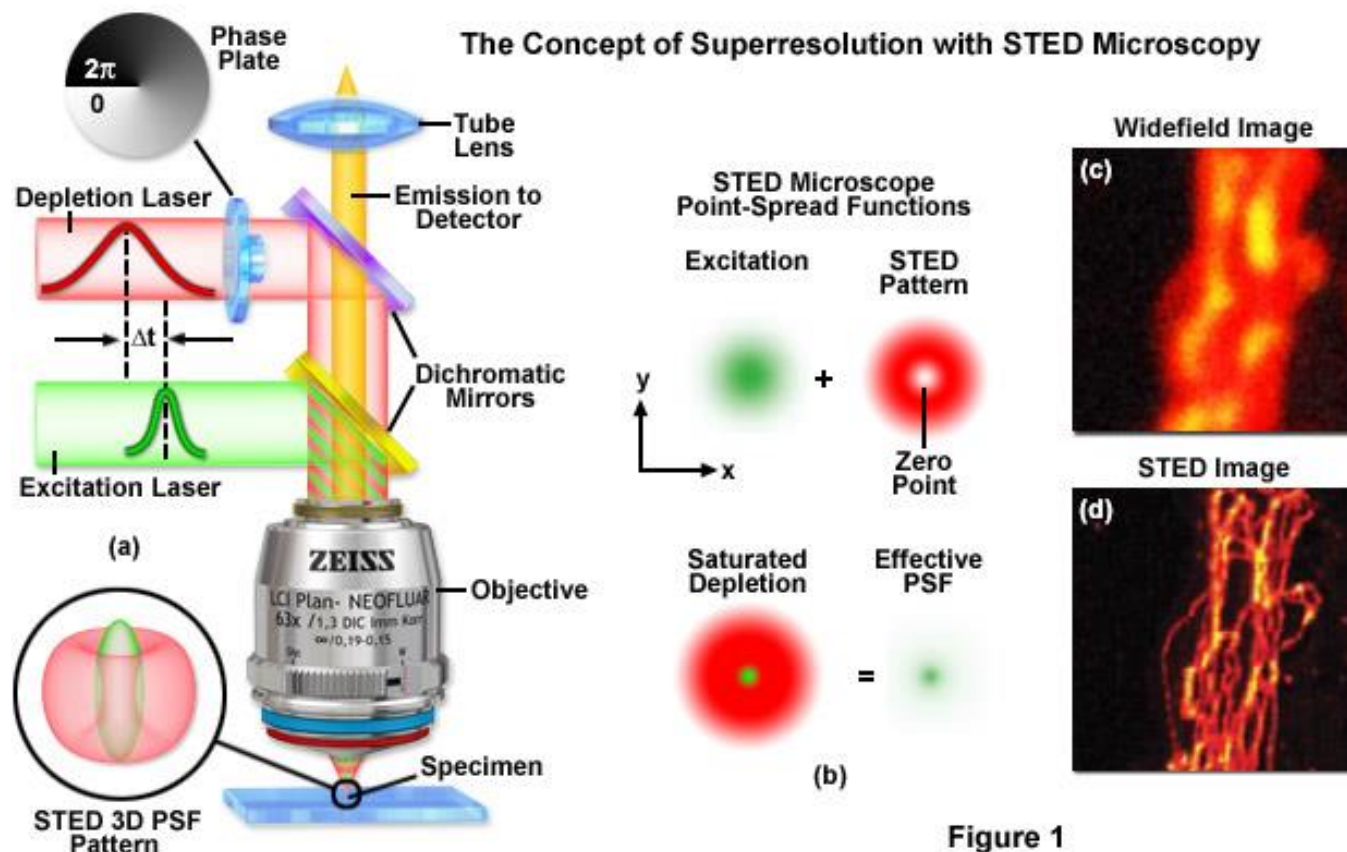 The Concept of Superresolution with STED Microscopy
Phase
Plate
2π
0
Tube
Lens
Depletion Laser
Emission to
Detector
Δt
Dichromatic
Mirrors
Excitation Laser
(a)
ZEISS
LCI Plan- NEOFLUAR
63x /1,3 DIC Imm Korr
∞/0,19-0,15
Objective
Specimen
STED 3D PSF
Pattern
STED Microscope
Point-Spread Functions
Excitation
STED
Pattern
+
y
x
Zero
Point
Saturated
Depletion
Effective
PSF
=
(b)
Widefield Image
(c)
STED Image
(d)
Figure 1